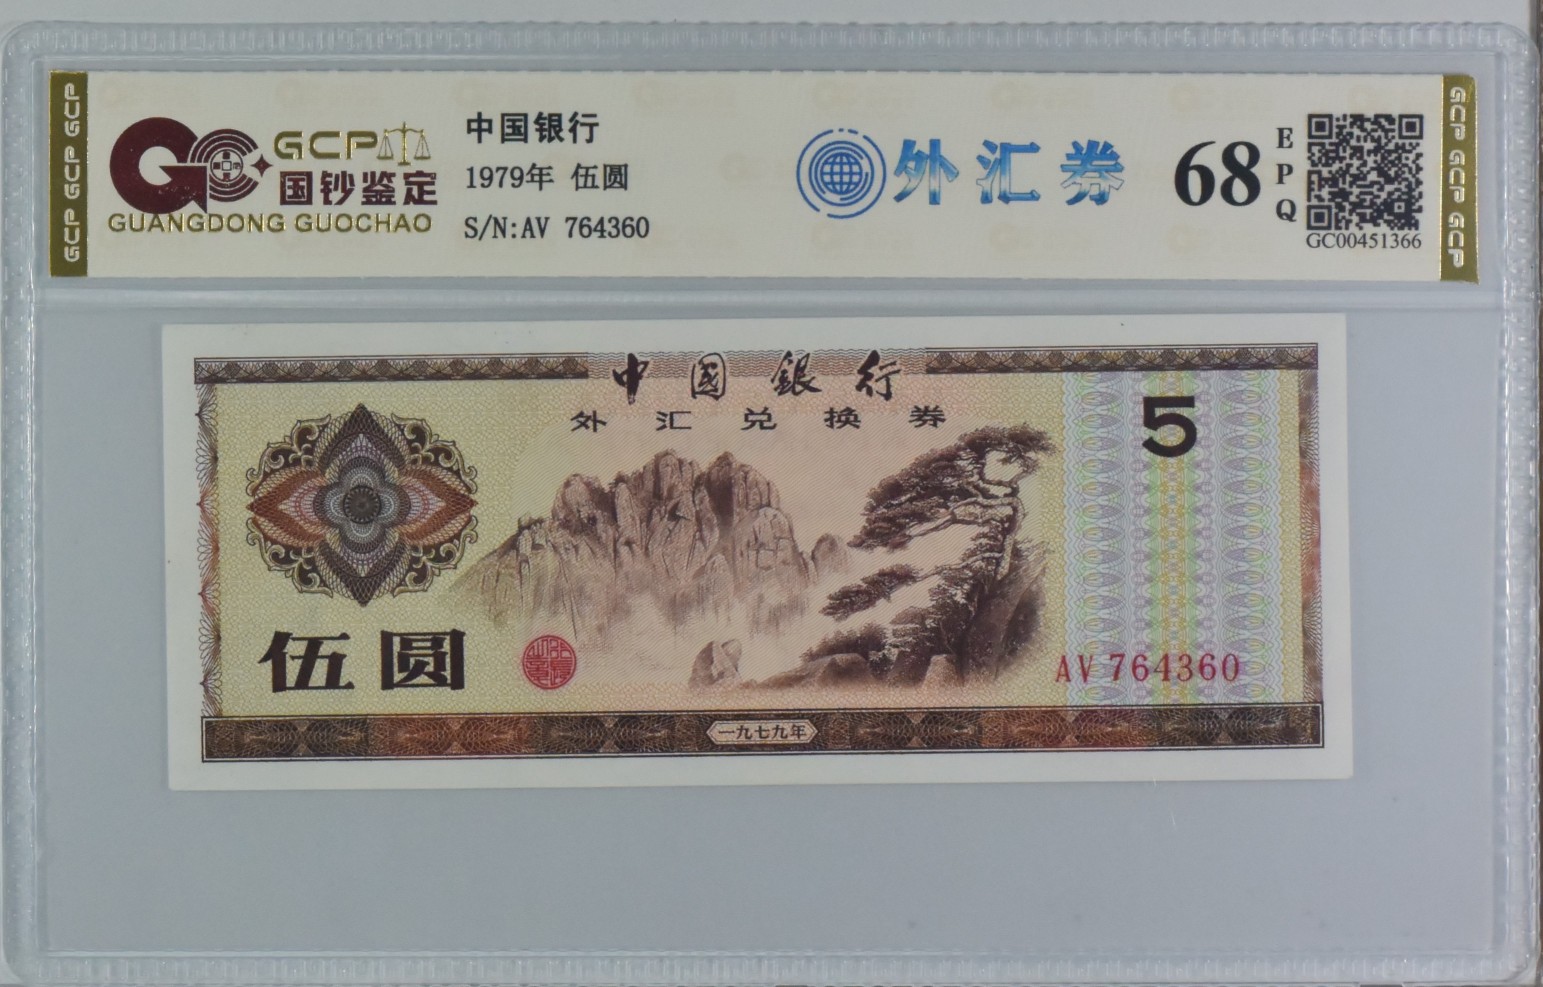 GCP GCP GCP
GCP
国钞鉴定
GUANGDONG GUOCHAO
中国银行
1979年 伍圆
S/N:AV 764360
外汇券
68
EPQ
GC00451366
GCP GCP GCP
中國銀行
外汇兑换券
5
伍圆
AV 764360
一九七九年